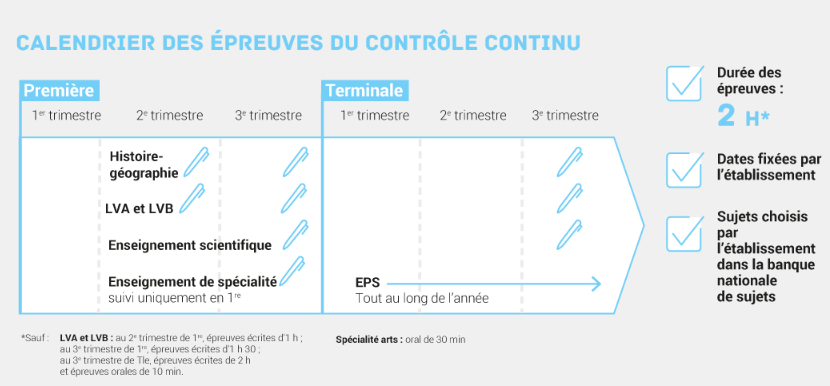 CALENDRIER DES ÉPREUVES DU CONTRÔLE CONTINU
Première
Terminale
1er trimestre
2e trimestre
3e trimestre
1er trimestre
2e trimestre
3e trimestre
Histoire-
géographie
LVA et LVB
Enseignement scientifique
Enseignement de spécialité
suivi uniquement en 1re
EPS
Tout au long de l'année
Durée des
épreuves :
2 H*
Dates fixées par
l'établissement
Sujets choisis
par
l'établissement
dans la banque
nationale
de sujets
*Sauf : LVA et LVB : au 2e trimestre de 1re, épreuves écrites d'1 h ;
au 3e trimestre de 1re, épreuves écrites d'1 h 30 ;
au 3e trimestre de Tle, épreuves écrites de 2 h
et épreuves orales de 10 min.
Spécialité arts : oral de 30 min